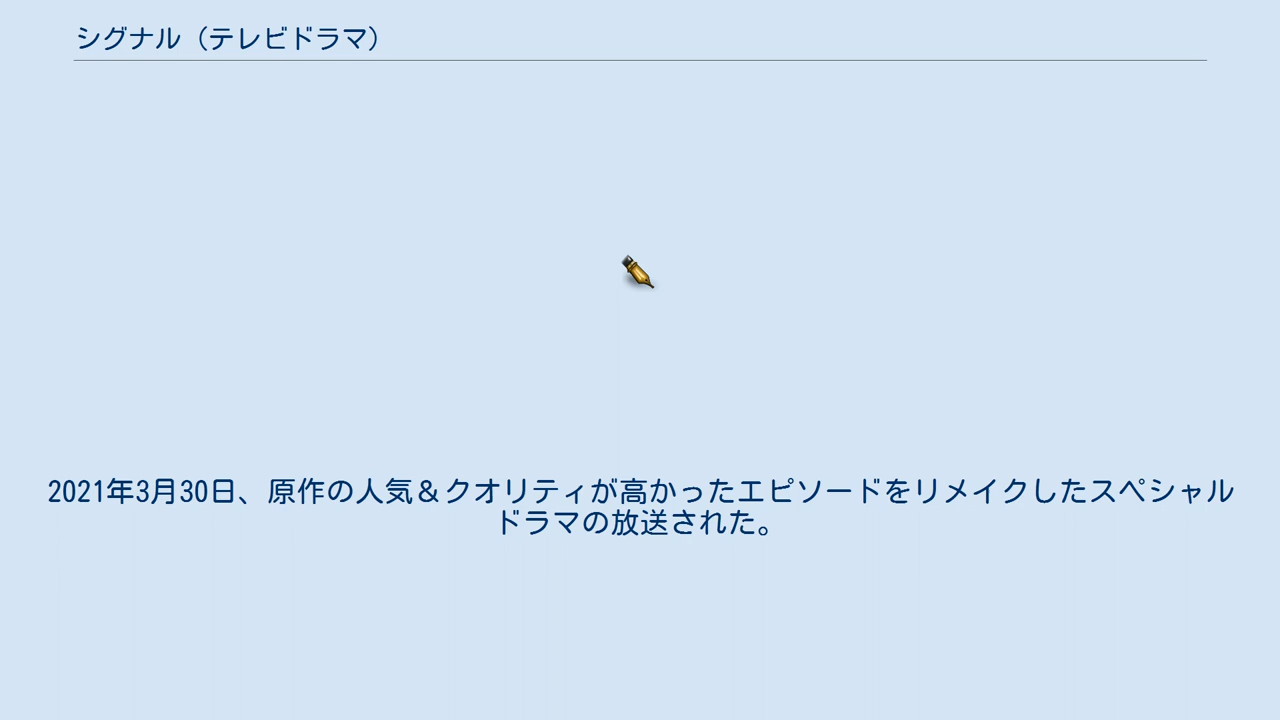 シグナル（テレビドラマ）
2021年3月30日、原作の人気＆クオリティが高かったエピソードをリメイクしたスペシャル
ドラマの放送された。